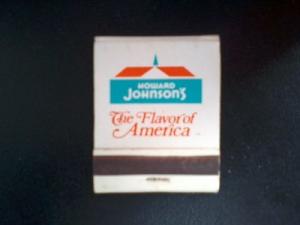 HOWARD
JOHNSON'S
The Flavor of
America